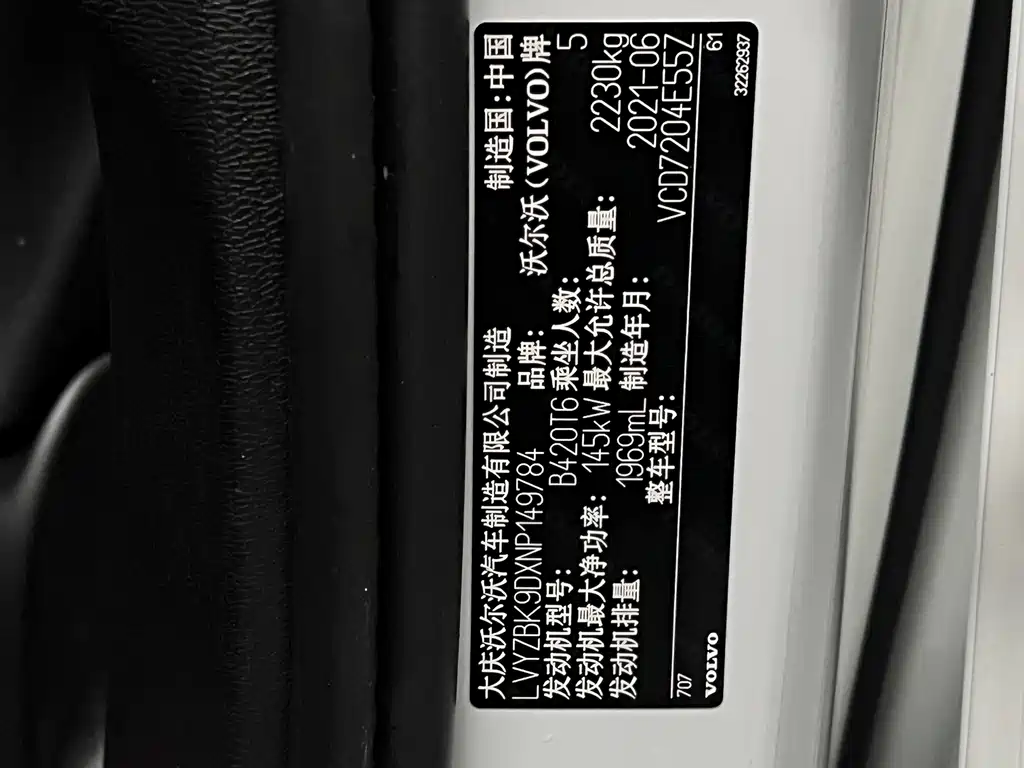 大庆沃尔沃汽车制造有限公司制造 制造国:中国
LVYZBK9DXNP149784 品牌: 沃尔沃(VOLVO)牌
发动机型号: B420T6 乘坐人数: 5
发动机最大净功率: 145kW 最大允许总质量: 2230kg
发动机排量: 1969mL 制造年月: 2021-06
整车型号: VCD7204E55Z
707 61
VOLVO 32262937